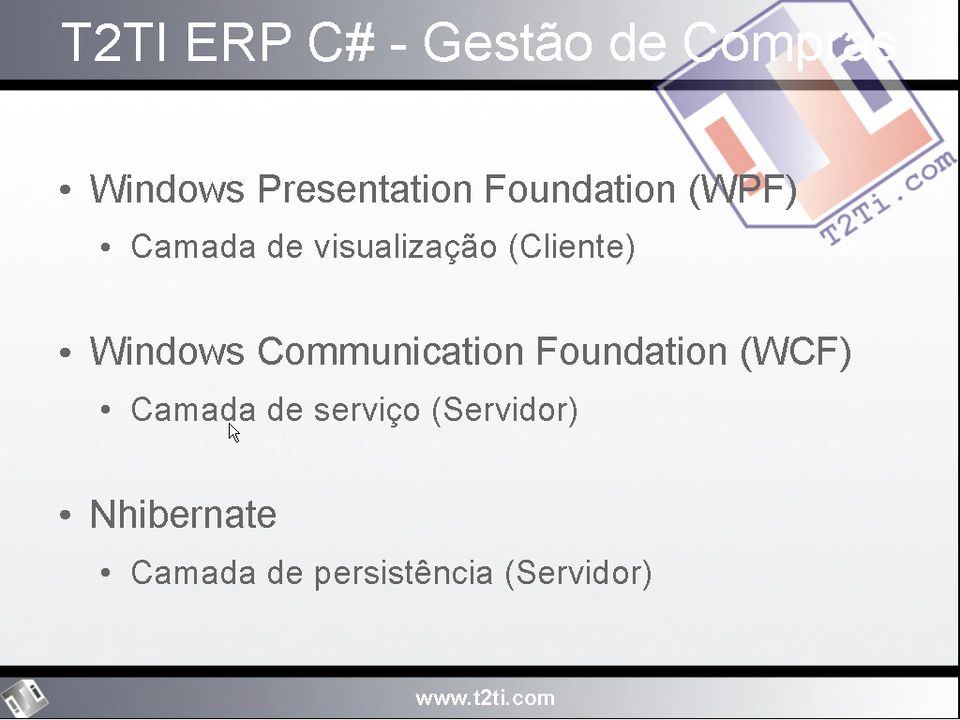 T2TI ERP C# - Gestão de Compras
T2Ti.com
• Windows Presentation Foundation (WPF)
• Camada de visualização (Cliente)
• Windows Communication Foundation (WCF)
• Camada de serviço (Servidor)
• Nhibernate
• Camada de persistência (Servidor)
www.t2ti.com